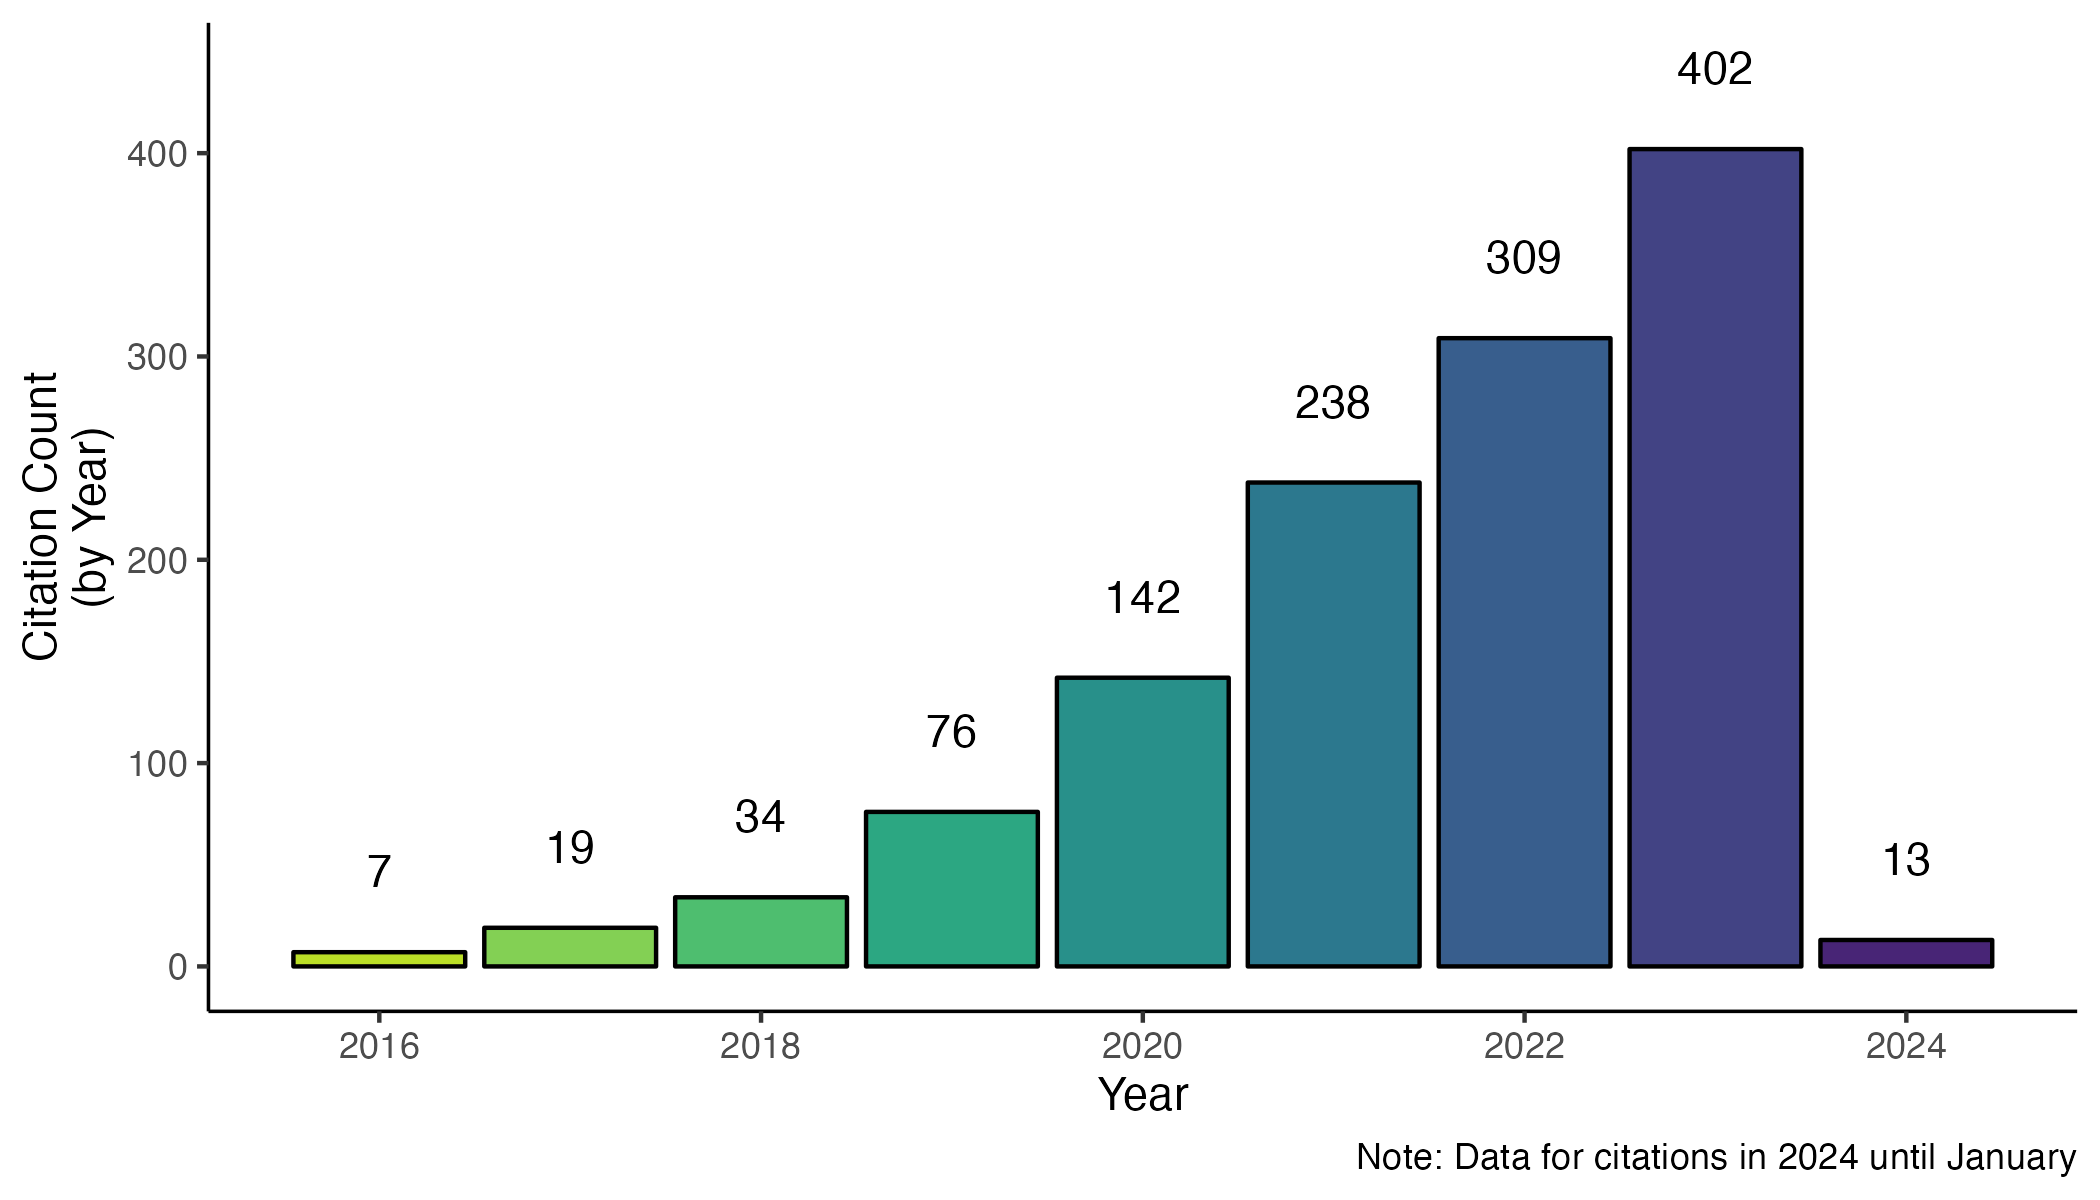 402
400
309
300
238
Citation Count
(by Year)
200
142
100
76
34
19
7
13
0
2016 2018 2020 2022 2024
Year
Note: Data for citations in 2024 until January